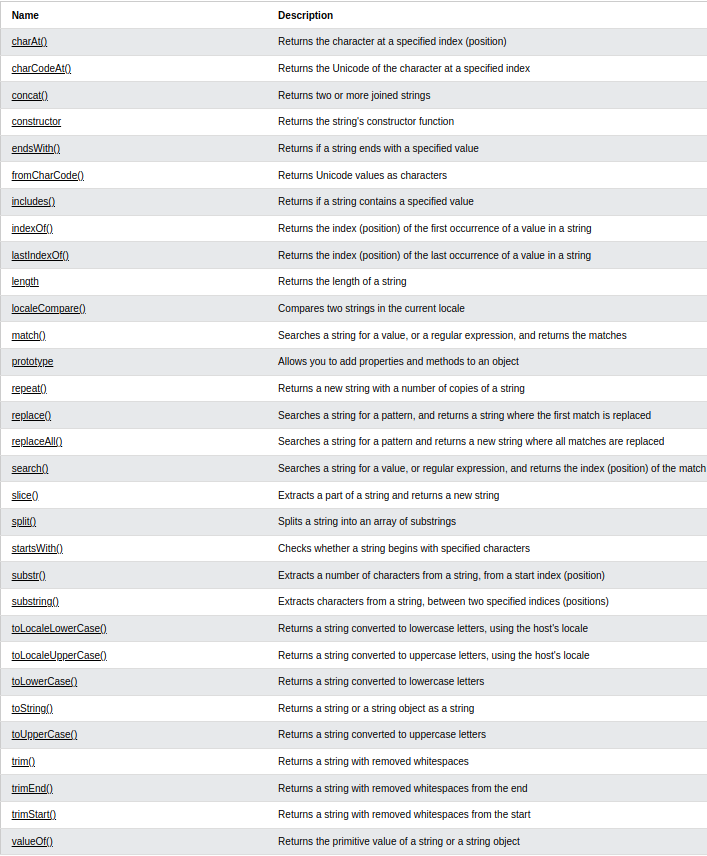 Name Description
charAt() Returns the character at a specified index (position)
charCodeAt() Returns the Unicode of the character at a specified index
concat() Returns two or more joined strings
constructor Returns the string's constructor function
endsWith() Returns if a string ends with a specified value
fromCharCode() Returns Unicode values as characters
includes() Returns if a string contains a specified value
indexOf() Returns the index (position) of the first occurrence of a value in a string
lastIndexOf() Returns the index (position) of the last occurrence of a value in a string
length Returns the length of a string
localeCompare() Compares two strings in the current locale
match() Searches a string for a value, or a regular expression, and returns the matches
prototype Allows you to add properties and methods to an object
repeat() Returns a new string with a number of copies of a string
replace() Searches a string for a pattern, and returns a string where the first match is replaced
replaceAll() Searches a string for a pattern and returns a new string where all matches are replaced
search() Searches a string for a value, or regular expression, and returns the index (position) of the match
slice() Extracts a part of a string and returns a new string
split() Splits a string into an array of substrings
startsWith() Checks whether a string begins with specified characters
substr() Extracts a number of characters from a string, from a start index (position)
substring() Extracts characters from a string, between two specified indices (positions)
toLocaleLowerCase() Returns a string converted to lowercase letters, using the host's locale
toLocaleUpperCase() Returns a string converted to uppercase letters, using the host's locale
toLowerCase() Returns a string converted to lowercase letters
toString() Returns a string or a string object as a string
toUpperCase() Returns a string converted to uppercase letters
trim() Returns a string with removed whitespaces
trimEnd() Returns a string with removed whitespaces from the end
trimStart() Returns a string with removed whitespaces from the start
valueOf() Returns the primitive value of a string or a string object